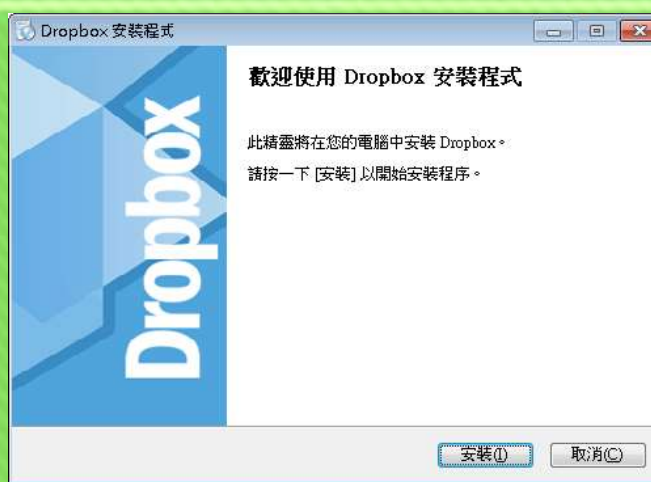 Dropbox 安裝程式
Dropbox
歡迎使用 Dropbox 安裝程式
此精靈將在您的電腦中安裝 Dropbox。
請按一下 [安裝] 以開始安裝程序。
安裝(I)
取消(C)